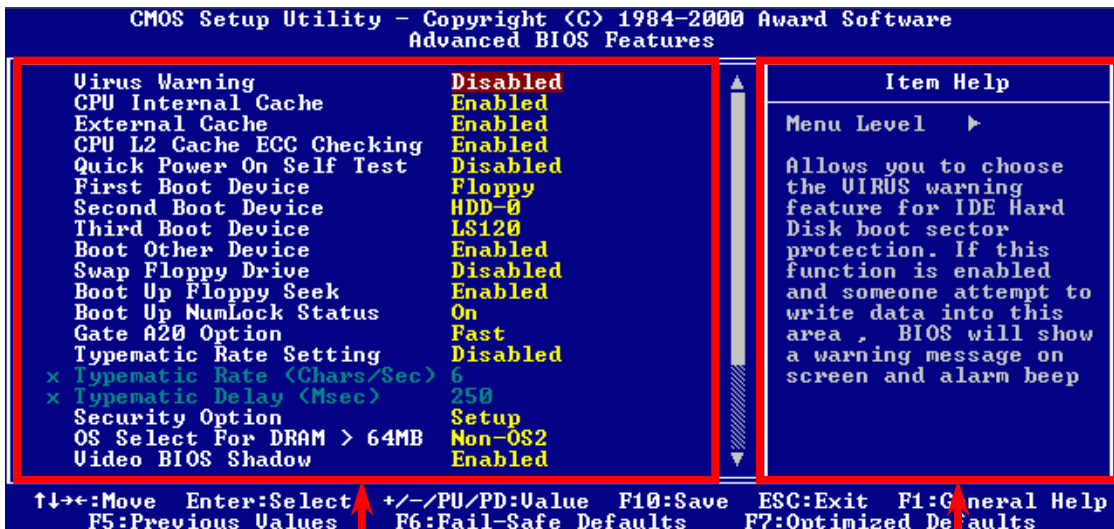 CMOS Setup Utility – Copyright (C) 1984–2000 Award Software
Advanced BIOS Features
Virus Warning Disabled
CPU Internal Cache Enabled
External Cache Enabled
CPU L2 Cache ECC Checking Enabled
Quick Power On Self Test Disabled
First Boot Device Floppy
Second Boot Device HDD-0
Third Boot Device LS120
Boot Other Device Enabled
Swap Floppy Drive Disabled
Boot Up Floppy Seek Enabled
Boot Up NumLock Status On
Gate A20 Option Fast
Typematic Rate Setting Disabled
x Typematic Rate (Chars/Sec) 6
x Typematic Delay (Msec) 250
Security Option Setup
OS Select For DRAM > 64MB Non-OS2
Video BIOS Shadow Enabled
Item Help
Menu Level ▶
Allows you to choose
the VIRUS warning
feature for IDE Hard
Disk boot sector
protection. If this
function is enabled
and someone attempt to
write data into this
area , BIOS will show
a warning message on
screen and alarm beep
↑↓→←:Move Enter:Select +/-/PU/PD:Value F10:Save ESC:Exit F1:General Help
F5:Previous Values F6:Fail-Safe Defaults F7:Optimized Defaults